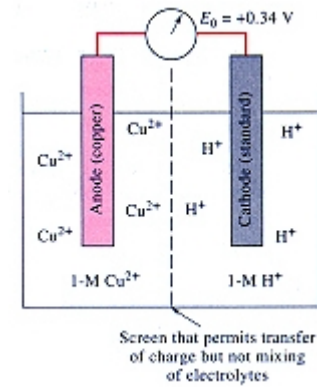 E₀ = +0.34 V
Anode (copper)
Cathode (standard)
Cu²⁺
H⁺
Cu²⁺
H⁺
Cu²⁺
H⁺
Cu²⁺
H⁺
1-M Cu²⁺
1-M H⁺
Screen that permits transfer
of charge but not mixing
of electrolytes